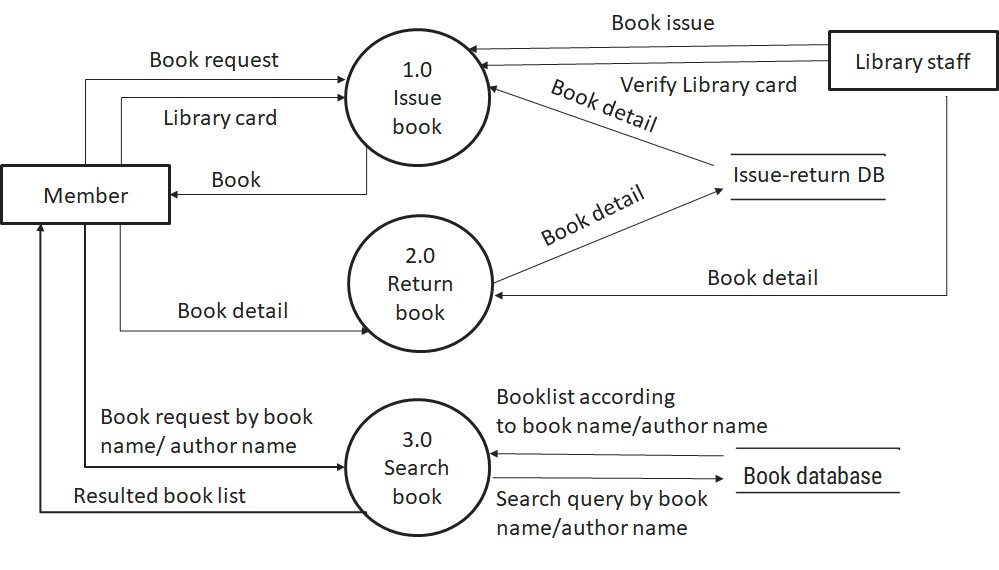 Book issue
Library staff
Book request
1.0
Issue
book
Verify Library card
Book detail
Library card
Issue-return DB
Book
Member
Book detail
2.0
Return
book
Book detail
Book detail
Booklist according
to book name/author name
Book request by book
name/ author name
3.0
Search
book
Book database
Resulted book list
Search query by book
name/author name